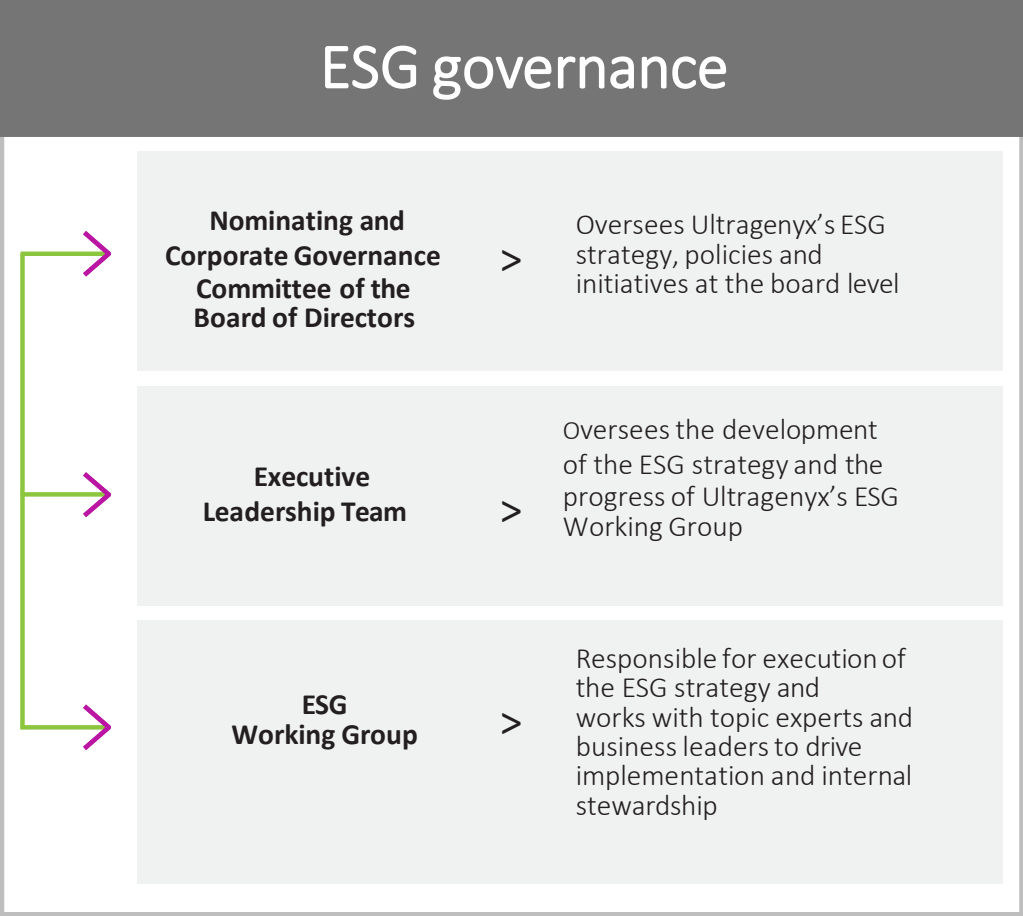 ESG governance
Nominating and
Corporate Governance
Committee of the
Board of Directors
>
Oversees Ultragenyx’s ESG
strategy, policies and
initiatives at the board level
Executive
Leadership Team
>
Oversees the development
of the ESG strategy and the
progress of Ultragenyx’s ESG
Working Group
ESG
Working Group
>
Responsible for execution of
the ESG strategy and
works with topic experts and
business leaders to drive
implementation and internal
stewardship